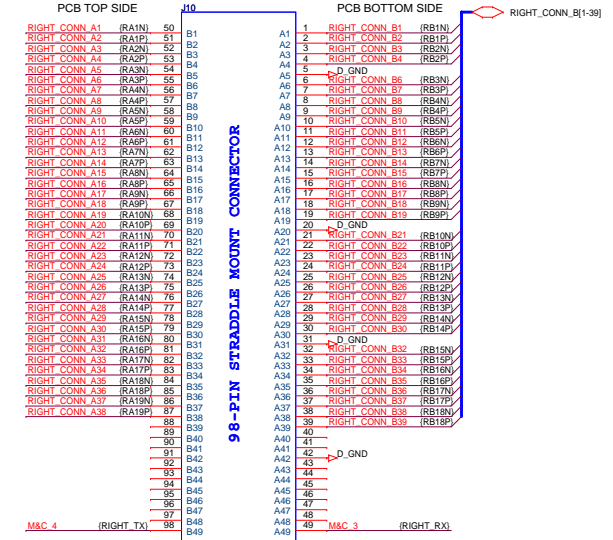 PCB TOP SIDE J10 PCB BOTTOM SIDE RIGHT_CONN_B[1-39]
98-PIN STRADDLE MOUNT CONNECTOR
RIGHT_CONN_A1 {RA1N} 50 B1 A1 1 RIGHT_CONN_B1 {RB1N}
RIGHT_CONN_A2 {RA1P} 51 B2 A2 2 RIGHT_CONN_B2 {RB1P}
RIGHT_CONN_A3 {RA2N} 52 B3 A3 3 RIGHT_CONN_B3 {RB2N}
RIGHT_CONN_A4 {RA2P} 53 B4 A4 4 RIGHT_CONN_B4 {RB2P}
RIGHT_CONN_A5 {RA3N} 54 B5 A5 5 D_GND
RIGHT_CONN_A6 {RA3P} 55 B6 A6 6 RIGHT_CONN_B6 {RB3N}
RIGHT_CONN_A7 {RA4N} 56 B7 A7 7 RIGHT_CONN_B7 {RB3P}
RIGHT_CONN_A8 {RA4P} 57 B8 A8 8 RIGHT_CONN_B8 {RB4N}
RIGHT_CONN_A9 {RA5N} 58 B9 A9 9 RIGHT_CONN_B9 {RB4P}
RIGHT_CONN_A10 {RA5P} 59 B10 A10 10 RIGHT_CONN_B10 {RB5N}
RIGHT_CONN_A11 {RA6N} 60 B11 A11 11 RIGHT_CONN_B11 {RB5P}
RIGHT_CONN_A12 {RA6P} 61 B12 A12 12 RIGHT_CONN_B12 {RB6N}
RIGHT_CONN_A13 {RA7N} 62 B13 A13 13 RIGHT_CONN_B13 {RB6P}
RIGHT_CONN_A14 {RA7P} 63 B14 A14 14 RIGHT_CONN_B14 {RB7N}
RIGHT_CONN_A15 {RA8N} 64 B15 A15 15 RIGHT_CONN_B15 {RB7P}
RIGHT_CONN_A16 {RA8P} 65 B16 A16 16 RIGHT_CONN_B16 {RB8N}
RIGHT_CONN_A17 {RA9N} 66 B17 A17 17 RIGHT_CONN_B17 {RB8P}
RIGHT_CONN_A18 {RA9P} 67 B18 A18 18 RIGHT_CONN_B18 {RB9N}
RIGHT_CONN_A19 {RA10N} 68 B19 A19 19 RIGHT_CONN_B19 {RB9P}
RIGHT_CONN_A20 {RA10P} 69 B20 A20 20 D_GND
RIGHT_CONN_A21 {RA11N} 70 B21 A21 21 RIGHT_CONN_B21 {RB10N}
RIGHT_CONN_A22 {RA11P} 71 B22 A22 22 RIGHT_CONN_B22 {RB10P}
RIGHT_CONN_A23 {RA12N} 72 B23 A23 23 RIGHT_CONN_B23 {RB11N}
RIGHT_CONN_A24 {RA12P} 73 B24 A24 24 RIGHT_CONN_B24 {RB11P}
RIGHT_CONN_A25 {RA13N} 74 B25 A25 25 RIGHT_CONN_B25 {RB12N}
RIGHT_CONN_A26 {RA13P} 75 B26 A26 26 RIGHT_CONN_B26 {RB12P}
RIGHT_CONN_A27 {RA14N} 76 B27 A27 27 RIGHT_CONN_B27 {RB13N}
RIGHT_CONN_A28 {RA14P} 77 B28 A28 28 RIGHT_CONN_B28 {RB13P}
RIGHT_CONN_A29 {RA15N} 78 B29 A29 29 RIGHT_CONN_B29 {RB14N}
RIGHT_CONN_A30 {RA15P} 79 B30 A30 30 RIGHT_CONN_B30 {RB14P}
RIGHT_CONN_A31 {RA16N} 80 B31 A31 31 D_GND
RIGHT_CONN_A32 {RA16P} 81 B32 A32 32 RIGHT_CONN_B32 {RB15N}
RIGHT_CONN_A33 {RA17N} 82 B33 A33 33 RIGHT_CONN_B33 {RB15P}
RIGHT_CONN_A34 {RA17P} 83 B34 A34 34 RIGHT_CONN_B34 {RB16N}
RIGHT_CONN_A35 {RA18N} 84 B35 A35 35 RIGHT_CONN_B35 {RB16P}
RIGHT_CONN_A36 {RA18P} 85 B36 A36 36 RIGHT_CONN_B36 {RB17N}
RIGHT_CONN_A37 {RA19N} 86 B37 A37 37 RIGHT_CONN_B37 {RB17P}
RIGHT_CONN_A38 {RA19P} 87 B38 A38 38 RIGHT_CONN_B38 {RB18N}
88 B39 A39 39 RIGHT_CONN_B39 {RB18P}
89 B40 A40 40
90 B41 A41 41
91 B42 A42 42 D_GND
92 B43 A43 43
93 B44 A44 44
94 B45 A45 45
95 B46 A46 46
96 B47 A47 47
97 B48 A48 48
M&C_4 {RIGHT_TX} 98 B49 A49 49 M&C_3 {RIGHT_RX}